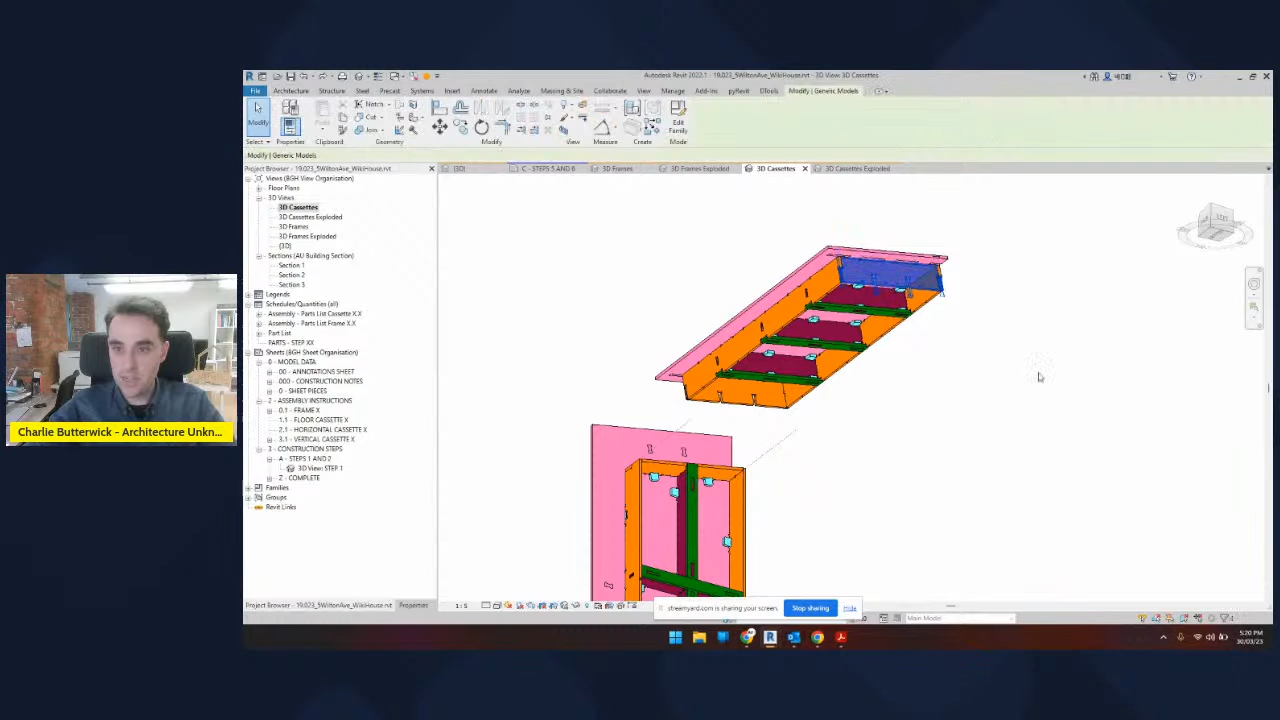 Autodesk Revit 2022.1 - 19.023_5WiltonAve_WikiHouse.rvt - 3D View: 3D Cassettes
File Architecture Structure Steel Precast Systems Insert Annotate Analyze Massing & Site Collaborate View Manage Add-Ins pyRevit DTools Modify | Generic Models
Notch
Cut
Join
Modify
Paste
Edit
Family
Select Properties Clipboard Geometry Modify View Measure Create Mode
Modify | Generic Models
Project Browser - 19.023_5WiltonAve_WikiHouse.rvt
{3D} C - STEPS 5 AND 6 3D Frames 3D Frames Exploded 3D Cassettes 3D Cassettes Exploded
Views (BGH View Organisation)
Floor Plans
3D Views
3D Cassettes
3D Cassettes Exploded
3D Frames
3D Frames Exploded
{3D}
Sections (AU Building Section)
Section 1
Section 2
Section 3
Legends
Schedules/Quantities (all)
Assembly - Parts List Cassette X.X
Assembly - Parts List Frame X.X
Part List
PARTS - STEP XX
Sheets (BGH Sheet Organisation)
0 - MODEL DATA
00 - ANNOTATIONS SHEET
000 - CONSTRUCTION NOTES
0 - SHEET PIECES
2 - ASSEMBLY INSTRUCTIONS
0.1 - FRAME X
1.1 - FLOOR CASSETTE X
2.1 - HORIZONTAL CASSETTE X
3.1 - VERTICAL CASSETTE X
3 - CONSTRUCTION STEPS
A - STEPS 1 AND 2
3D View: STEP 1
Z - COMPLETE
Families
Groups
Revit Links
Charlie Butterwick - Architecture Unkn...
Project Browser - 19.023_5WiltonAve_WikiHouse.rvt Properties
1 : 5
streamyard.com is sharing your screen.
Stop sharing
Hide
Main Model
5:20 PM
30/03/23